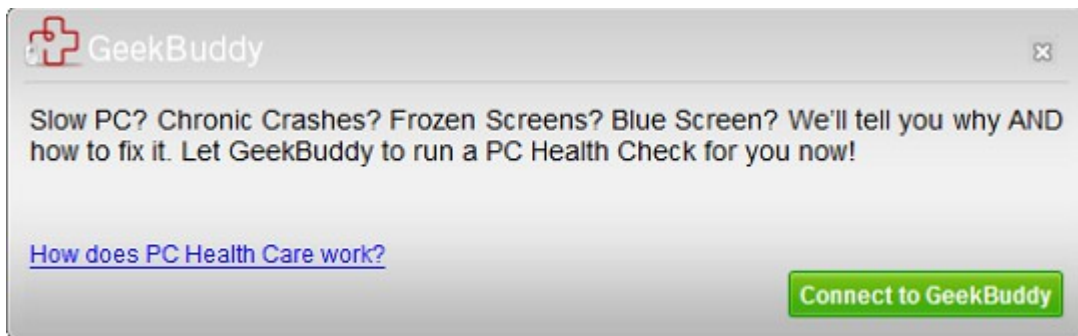 GeekBuddy
Slow PC? Chronic Crashes? Frozen Screens? Blue Screen? We'll tell you why AND
how to fix it. Let GeekBuddy to run a PC Health Check for you now!
How does PC Health Care work?
Connect to GeekBuddy